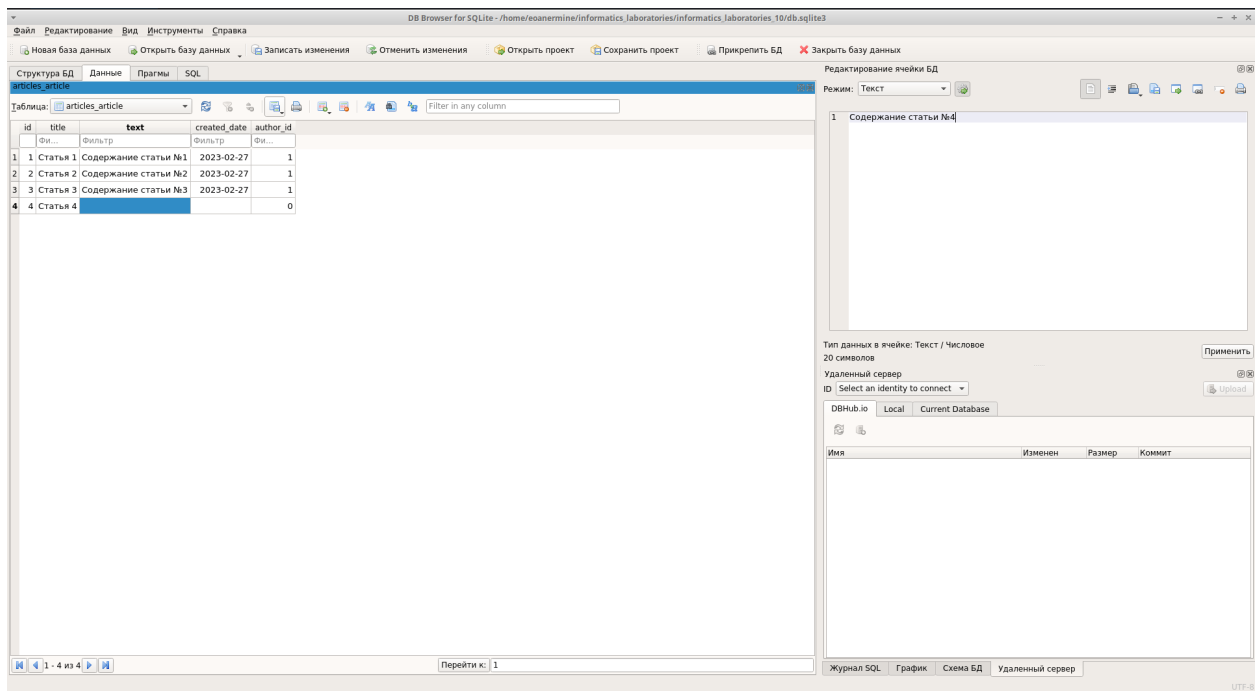 DB Browser for SQLite - /home/eoanermine/informatics_laboratories/informatics_laboratories_10/db.sqlite3
Файл Редактирование Вид Инструменты Справка
Новая база данных Открыть базу данных Записать изменения Отменить изменения Открыть проект Сохранить проект Прикрепить БД Закрыть базу данных
Структура БД Данные Прагмы SQL
articles_article
Таблица: articles_article Filter in any column
id title text created_date author_id
Фи... Фильтр Фильтр Фи...
1 1 Статья 1 Содержание статьи №1 2023-02-27 1
2 2 Статья 2 Содержание статьи №2 2023-02-27 1
3 3 Статья 3 Содержание статьи №3 2023-02-27 1
4 4 Статья 4 0
1 - 4 из 4 Перейти к: 1
Редактирование ячейки БД
Режим: Текст
1 Содержание статьи №4
Тип данных в ячейке: Текст / Числовое
20 символов
Применить
Удаленный сервер
ID Select an identity to connect Upload
DBHub.io Local Current Database
Имя Изменен Размер Коммит
Журнал SQL График Схема БД Удаленный сервер
UTF-8